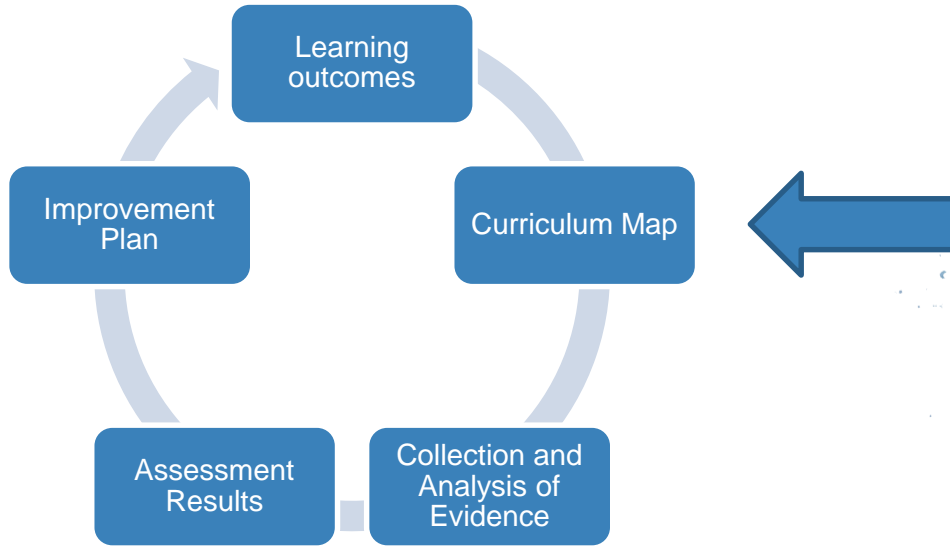 Learning
outcomes
Curriculum Map
Collection and
Analysis of
Evidence
Assessment
Results
Improvement
Plan